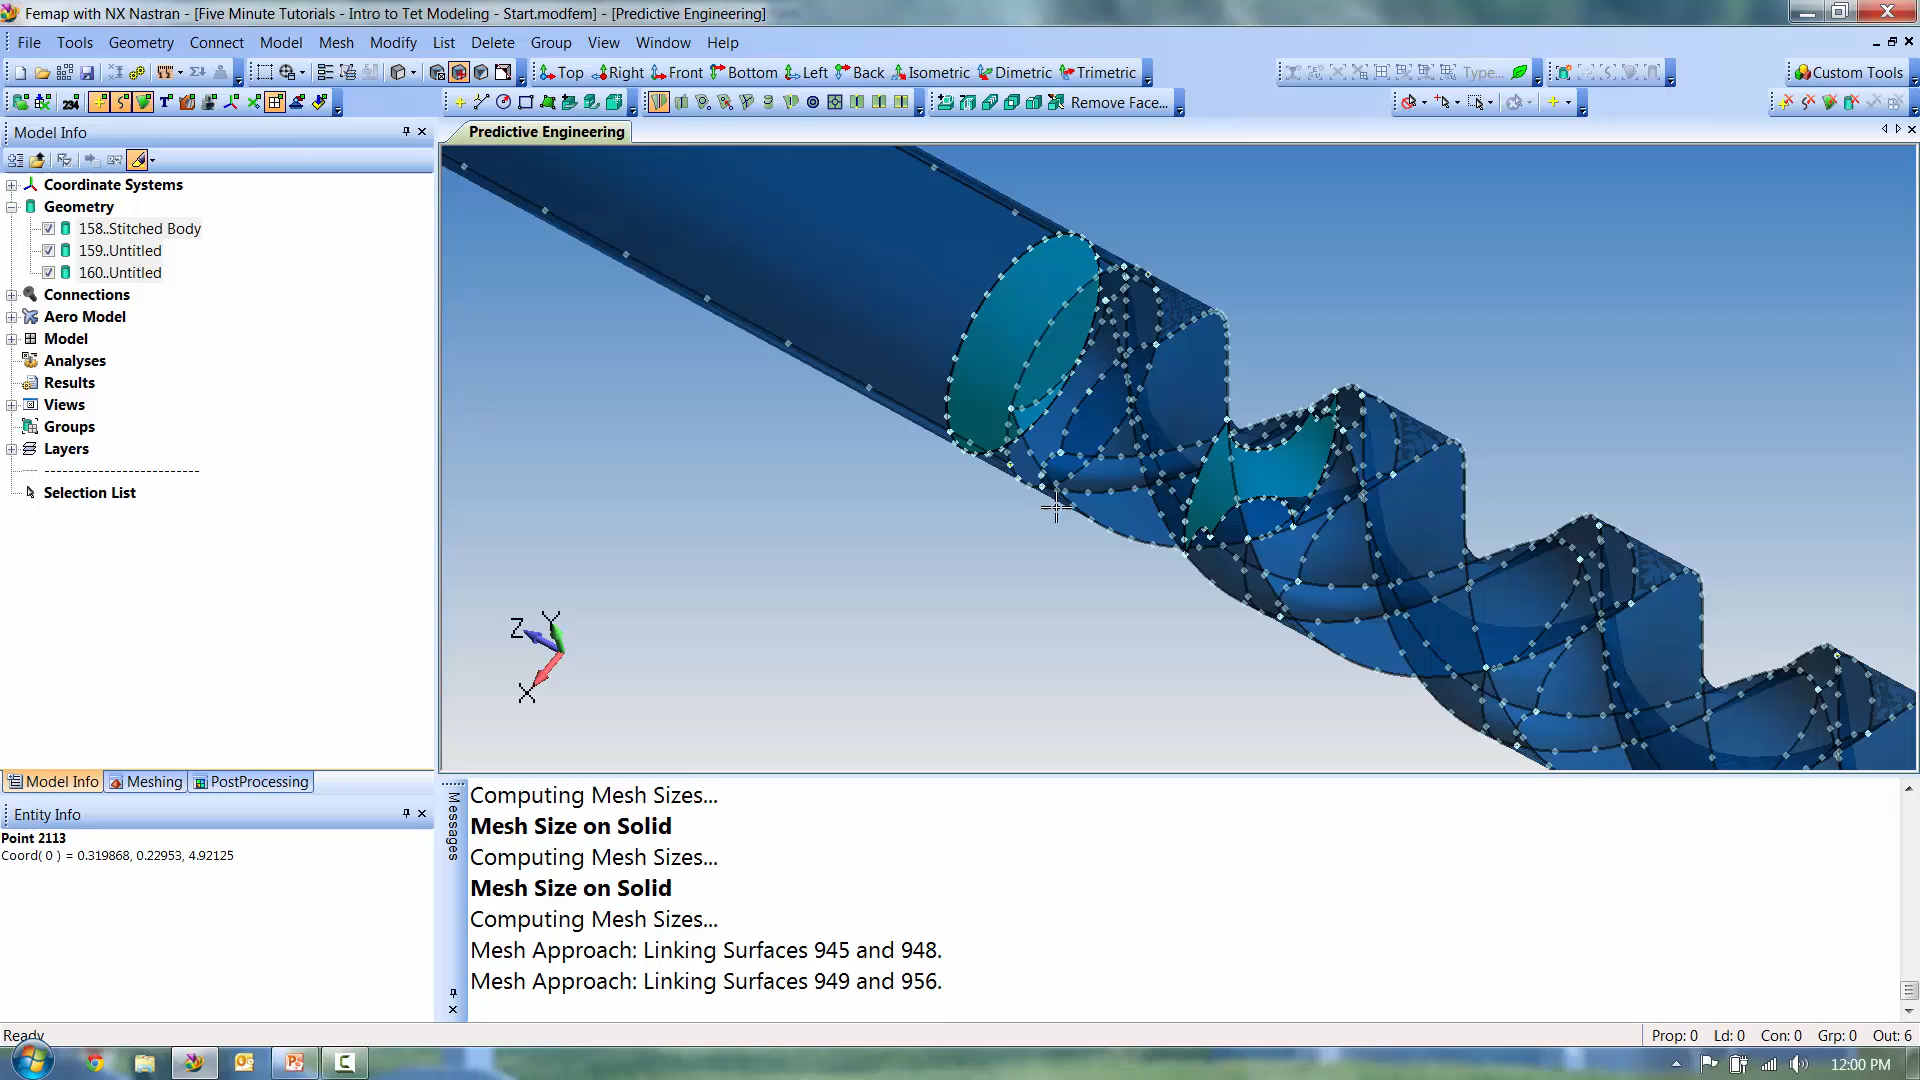 Femap with NX Nastran - [Five Minute Tutorials - Intro to Tet Modeling - Start.modfem] - [Predictive Engineering]
File Tools Geometry Connect Model Mesh Modify List Delete Group View Window Help
Top Right Front Bottom Left Back Isometric Dimetric Trimetric Type... Custom Tools
234 T Remove Face...
Model Info
Predictive Engineering
Coordinate Systems
Geometry
158..Stitched Body
159..Untitled
160..Untitled
Connections
Aero Model
Model
Analyses
Results
Views
Groups
Layers
---------------------------
Selection List
Z Y
X
Model Info Meshing PostProcessing
Entity Info
Point 2113
Coord( 0 ) = 0.319868, 0.22953, 4.92125
Messages
Computing Mesh Sizes...
Mesh Size on Solid
Computing Mesh Sizes...
Mesh Size on Solid
Computing Mesh Sizes...
Mesh Approach: Linking Surfaces 945 and 948.
Mesh Approach: Linking Surfaces 949 and 956.
Ready Prop: 0 Ld: 0 Con: 0 Grp: 0 Out: 6
12:00 PM